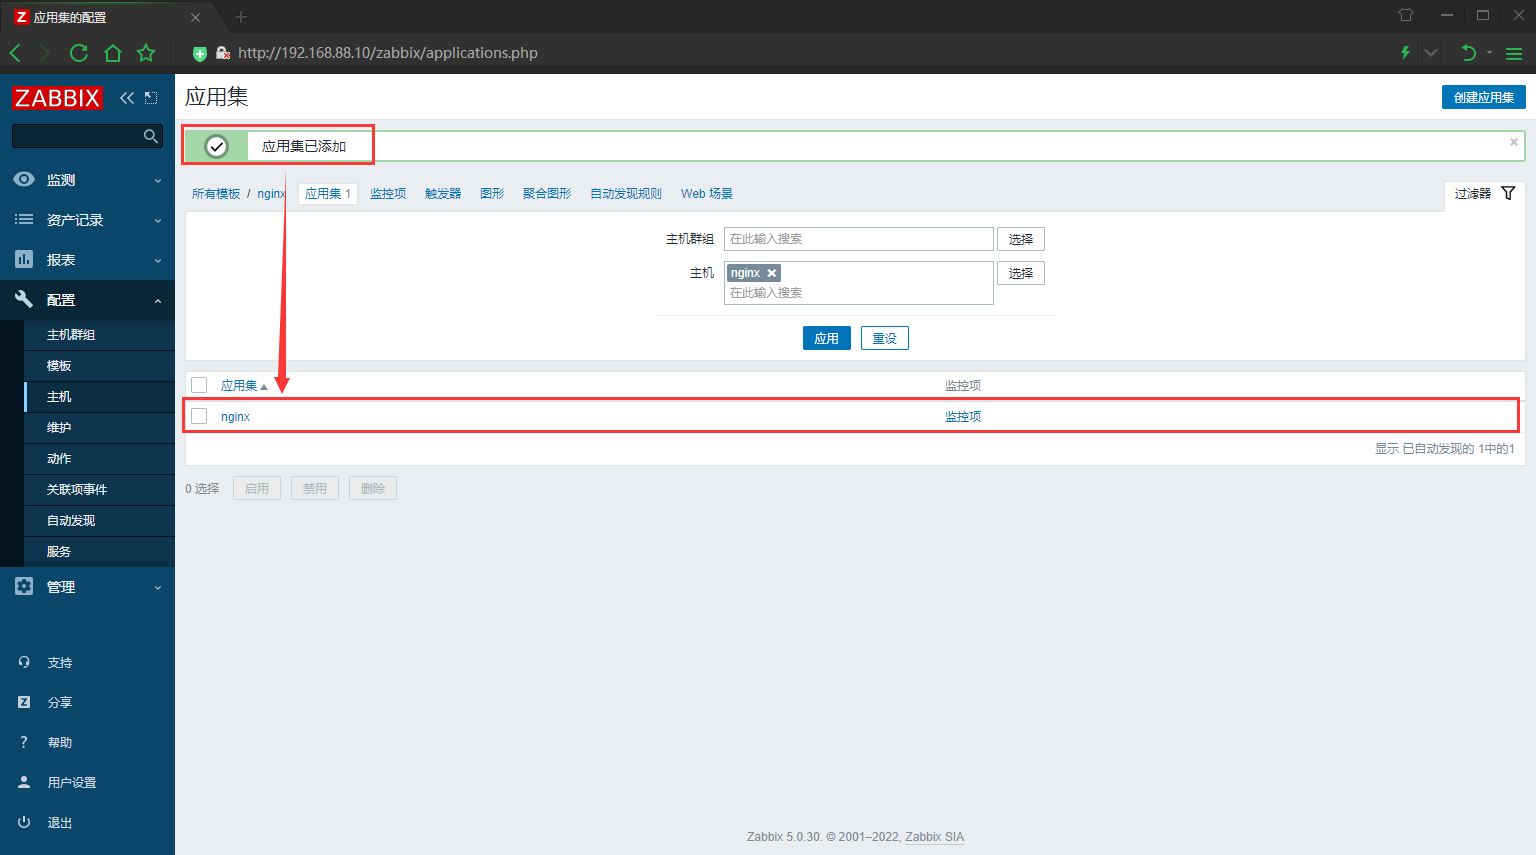 Z 应用集的配置
http://192.168.88.10/zabbix/applications.php
ZABBIX
监测
资产记录
报表
配置
主机群组
模板
主机
维护
动作
关联项事件
自动发现
服务
管理
支持
Z 分享
? 帮助
用户设置
退出
应用集
创建应用集
应用集已添加
所有模板 / nginx 应用集 1 监控项 触发器 图形 聚合图形 自动发现规则 Web 场景
过滤器
主机群组 在此输入搜索 选择
主机 nginx 选择
在此输入搜索
应用 重设
应用集 监控项
nginx 监控项
显示 已自动发现的 1中的1
0 选择 启用 禁用 删除
Zabbix 5.0.30. © 2001–2022, Zabbix SIA